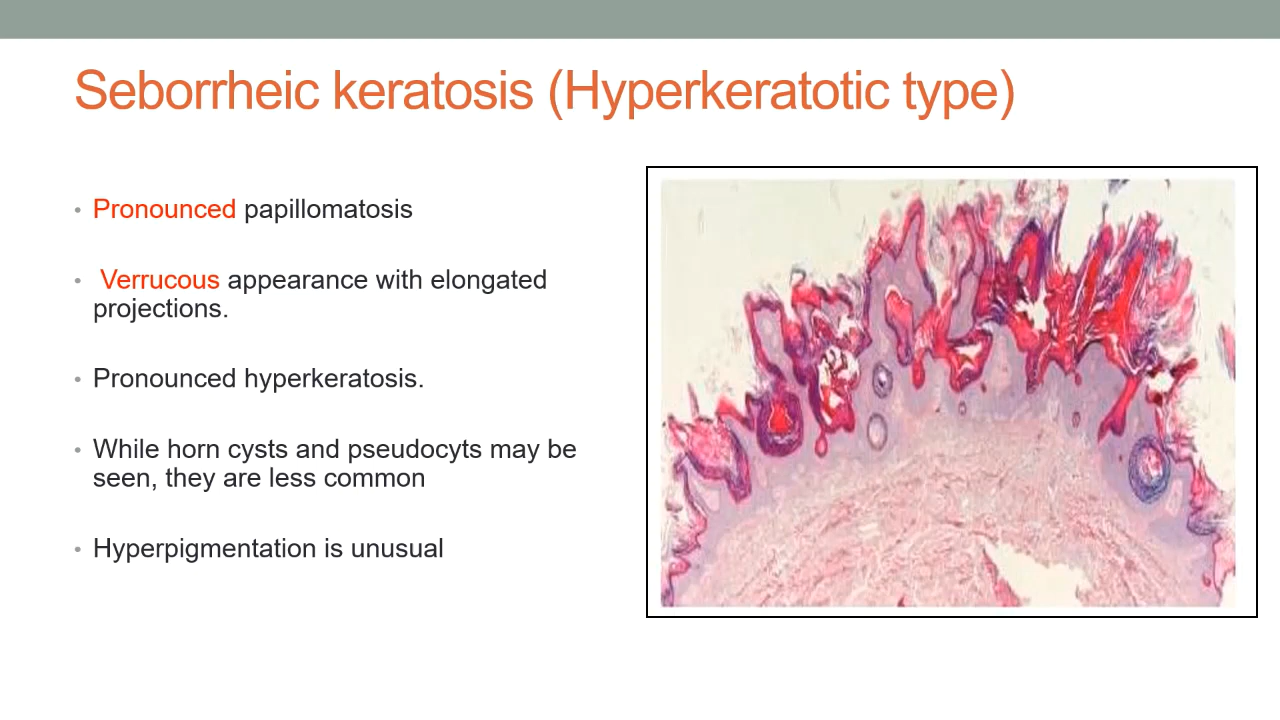 Seborrheic keratosis (Hyperkeratotic type)
• Pronounced papillomatosis
• Verrucous appearance with elongated
projections.
• Pronounced hyperkeratosis.
• While horn cysts and pseudocyts may be
seen, they are less common
• Hyperpigmentation is unusual